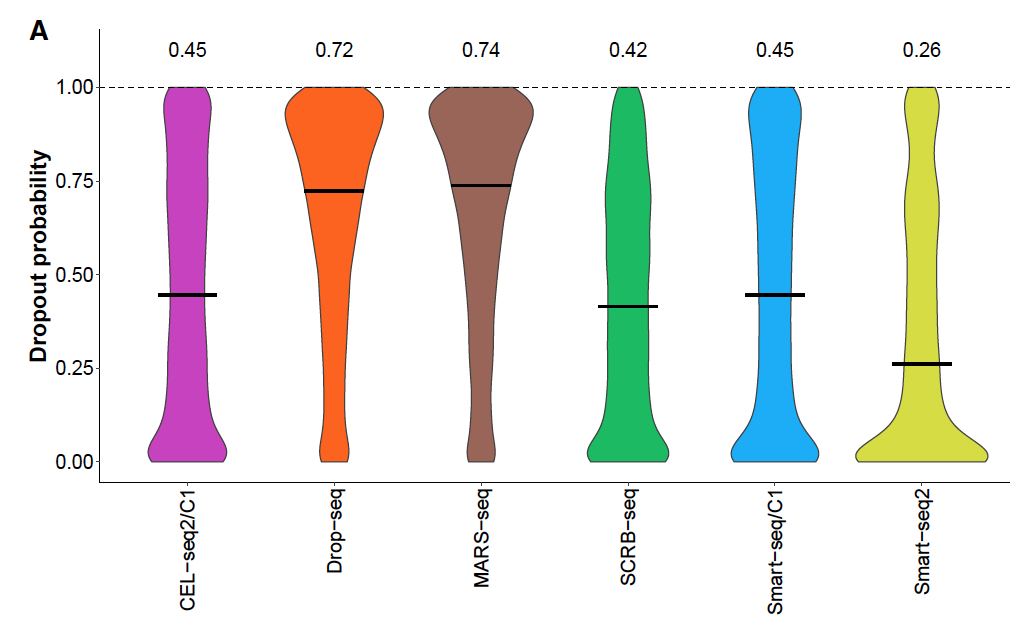 A
0.45 0.72 0.74 0.42 0.45 0.26
1.00
0.75
0.50
0.25
0.00
Dropout probability
CEL−seq2/C1
Drop−seq
MARS−seq
SCRB−seq
Smart−seq/C1
Smart−seq2